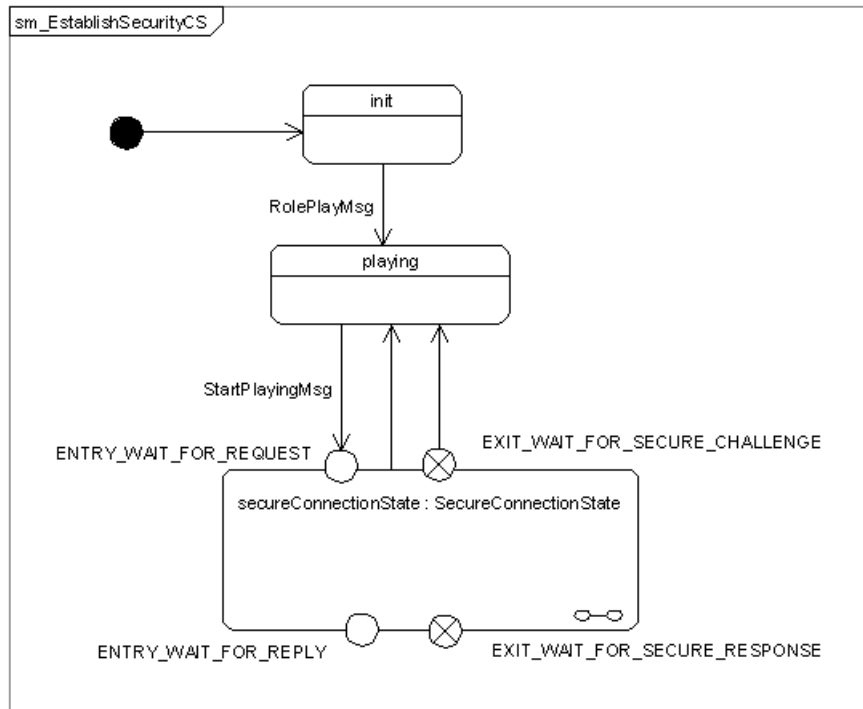 sm_EstablishSecurityCS
init
RolePlayMsg
playing
StartPlayingMsg
ENTRY_WAIT_FOR_REQUEST
EXIT_WAIT_FOR_SECURE_CHALLENGE
secureConnectionState : SecureConnectionState
ENTRY_WAIT_FOR_REPLY
EXIT_WAIT_FOR_SECURE_RESPONSE